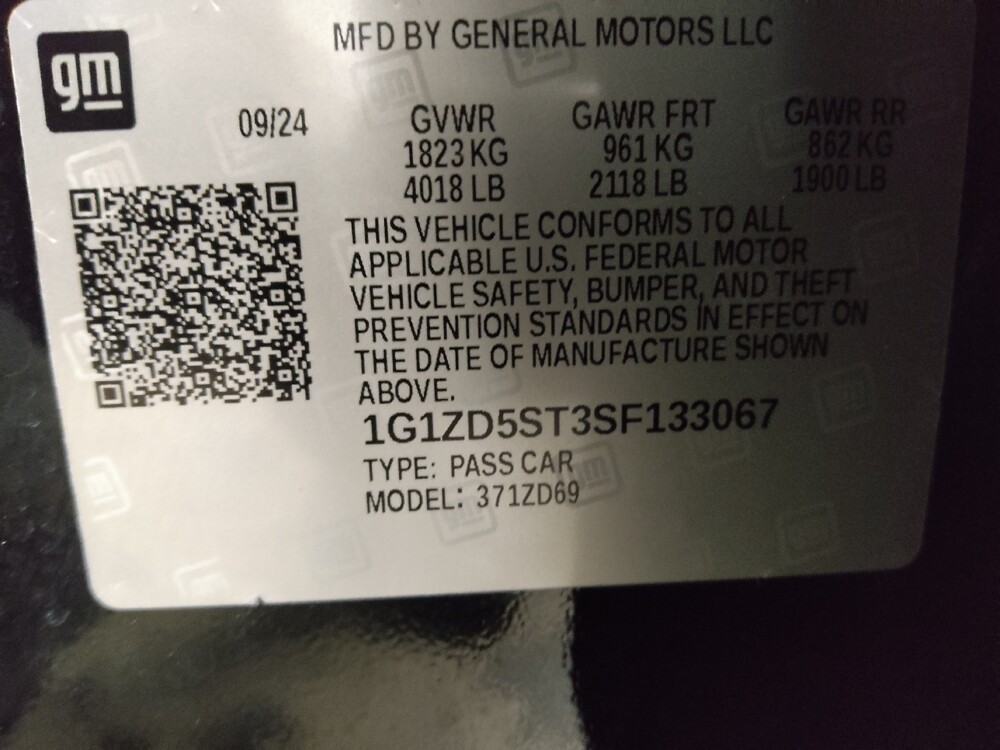 gm
MFD BY GENERAL MOTORS LLC
09/24 GVWR GAWR FRT GAWR RR
1823 KG 961 KG 862 KG
4018 LB 2118 LB 1900 LB
THIS VEHICLE CONFORMS TO ALL
APPLICABLE U.S. FEDERAL MOTOR
VEHICLE SAFETY, BUMPER, AND THEFT
PREVENTION STANDARDS IN EFFECT ON
THE DATE OF MANUFACTURE SHOWN
ABOVE.
1G1ZD5ST3SF133067
TYPE: PASS CAR
MODEL: 371ZD69